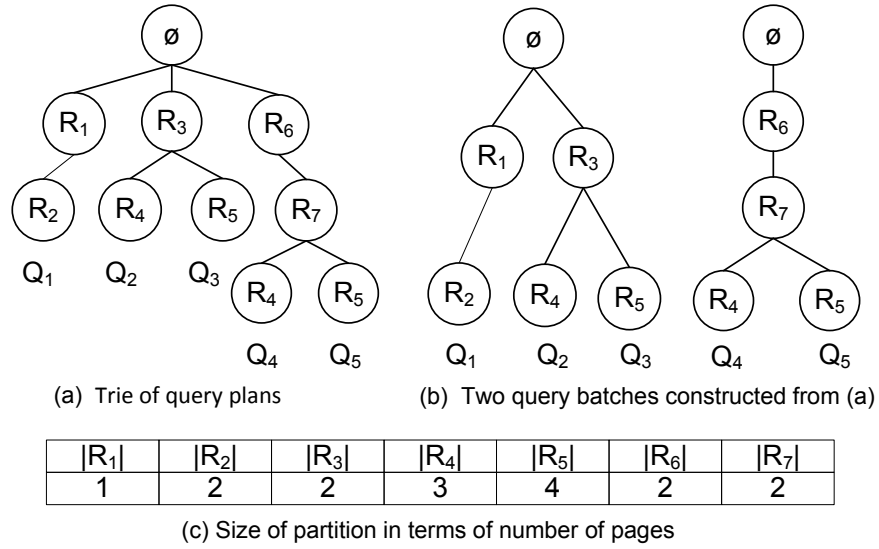 ø ø ø
R₁ R₃ R₆ R₁ R₃ R₆
R₂ R₄ R₅ R₇ R₇
Q₁ Q₂ Q₃
R₄ R₅ R₂ R₄ R₅ R₄ R₅
Q₄ Q₅ Q₁ Q₂ Q₃ Q₄ Q₅
(a) Trie of query plans
(b) Two query batches constructed from (a)
|R₁| |R₂| |R₃| |R₄| |R₅| |R₆| |R₇|
1 2 2 3 4 2 2
(c) Size of partition in terms of number of pages